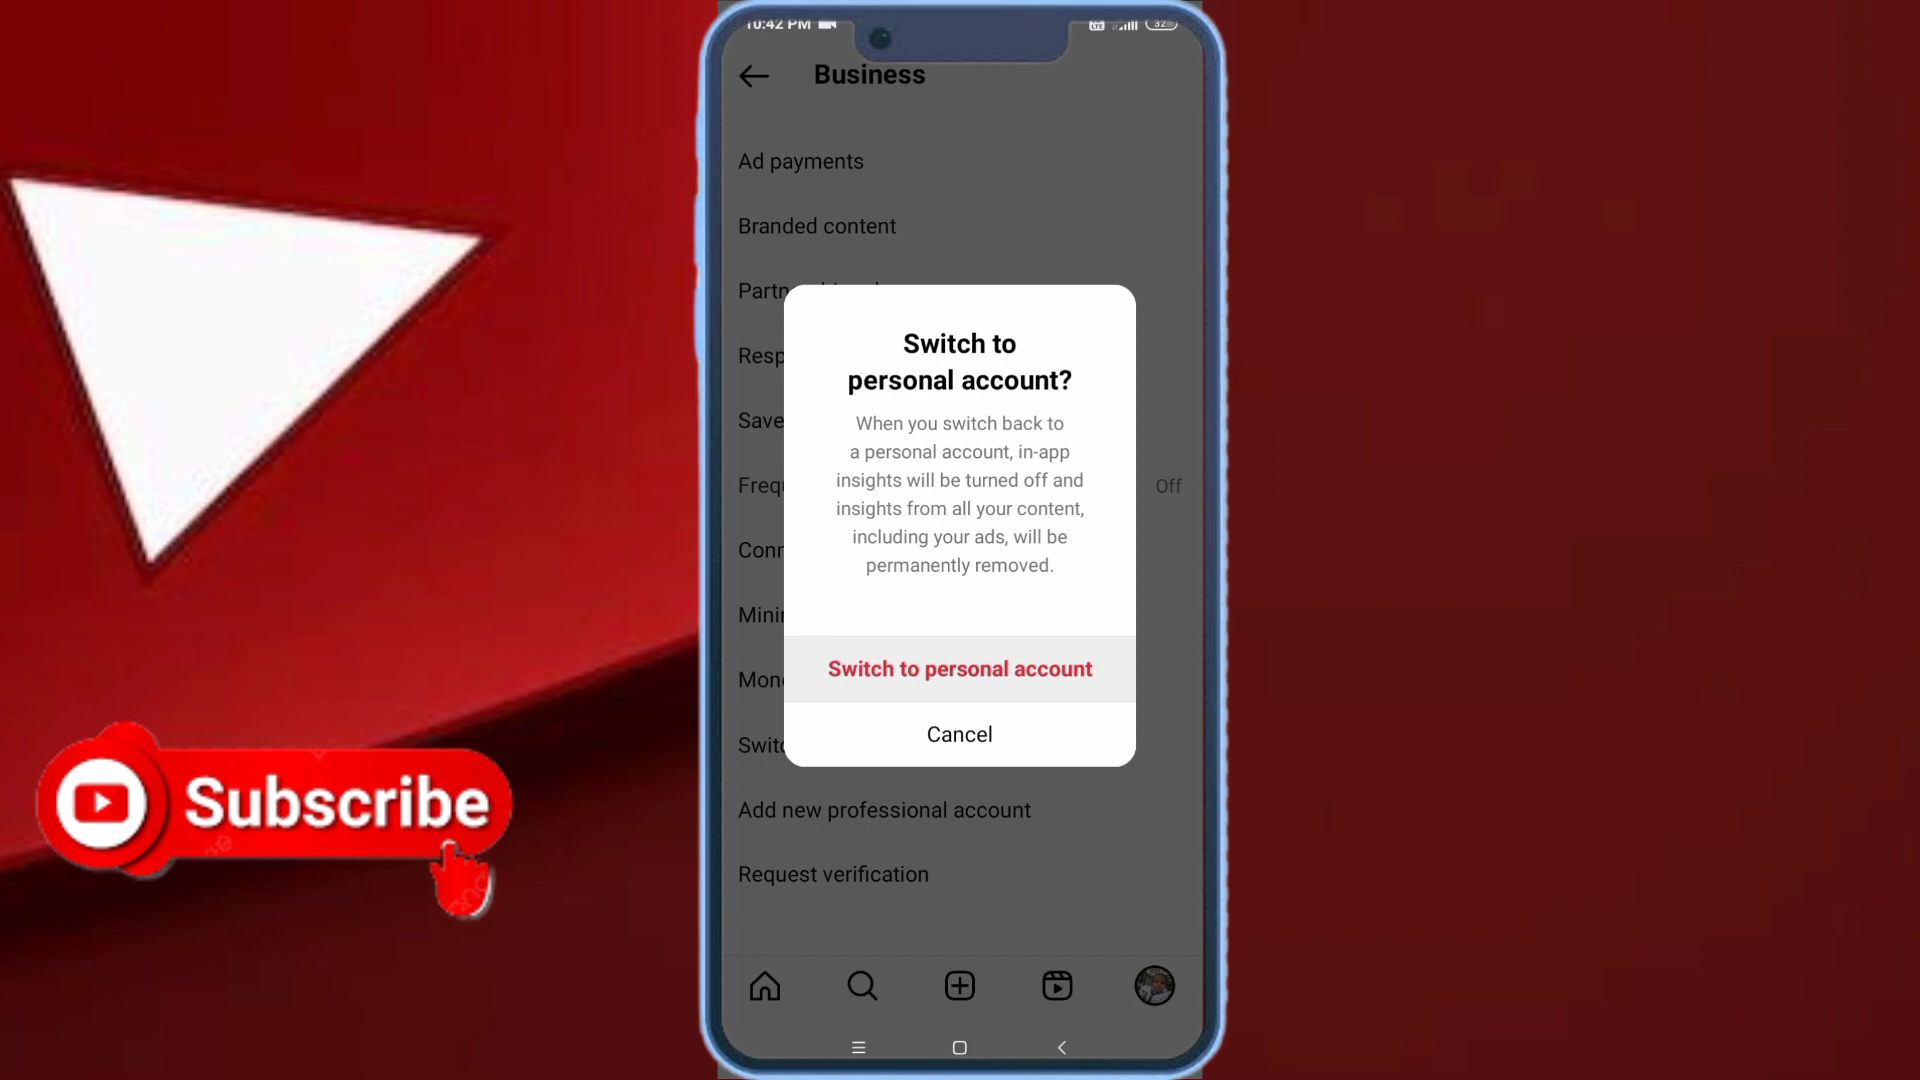 10:42 PM
32
Business
Ad payments
Branded content
Partn
Resp
Save
Freq
Off
Conn
Mini
Mon
Swit
Switch to
personal account?
When you switch back to
a personal account, in-app
insights will be turned off and
insights from all your content,
including your ads, will be
permanently removed.
Switch to personal account
Cancel
Add new professional account
Request verification
Subscribe